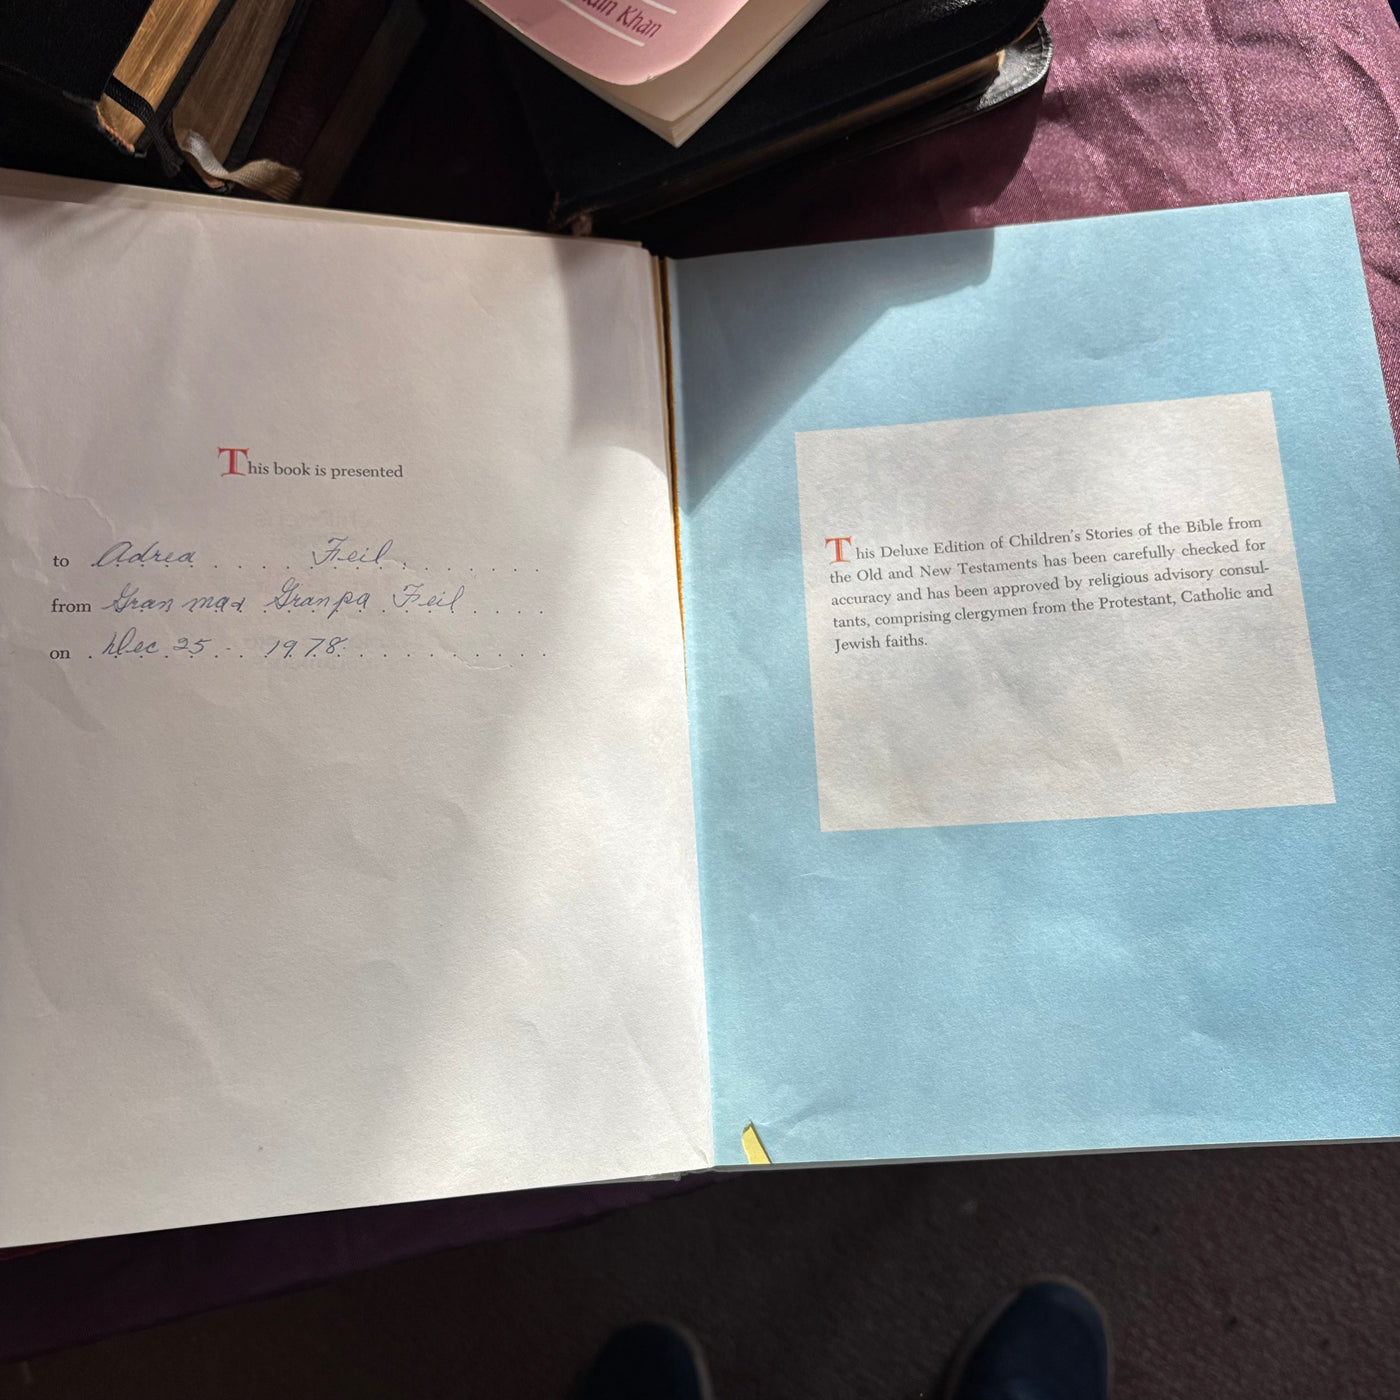 Khan
This book is presented
to Adrea . . . . Feil . . . . . . . .
from Gran ma & Granpa Feil . . . .
on . Dec. 25 . - . 1978. . . . . . . . . .
This Deluxe Edition of Children's Stories of the Bible from
the Old and New Testaments has been carefully checked for
accuracy and has been approved by religious advisory consul-
tants, comprising clergymen from the Protestant, Catholic and
Jewish faiths.